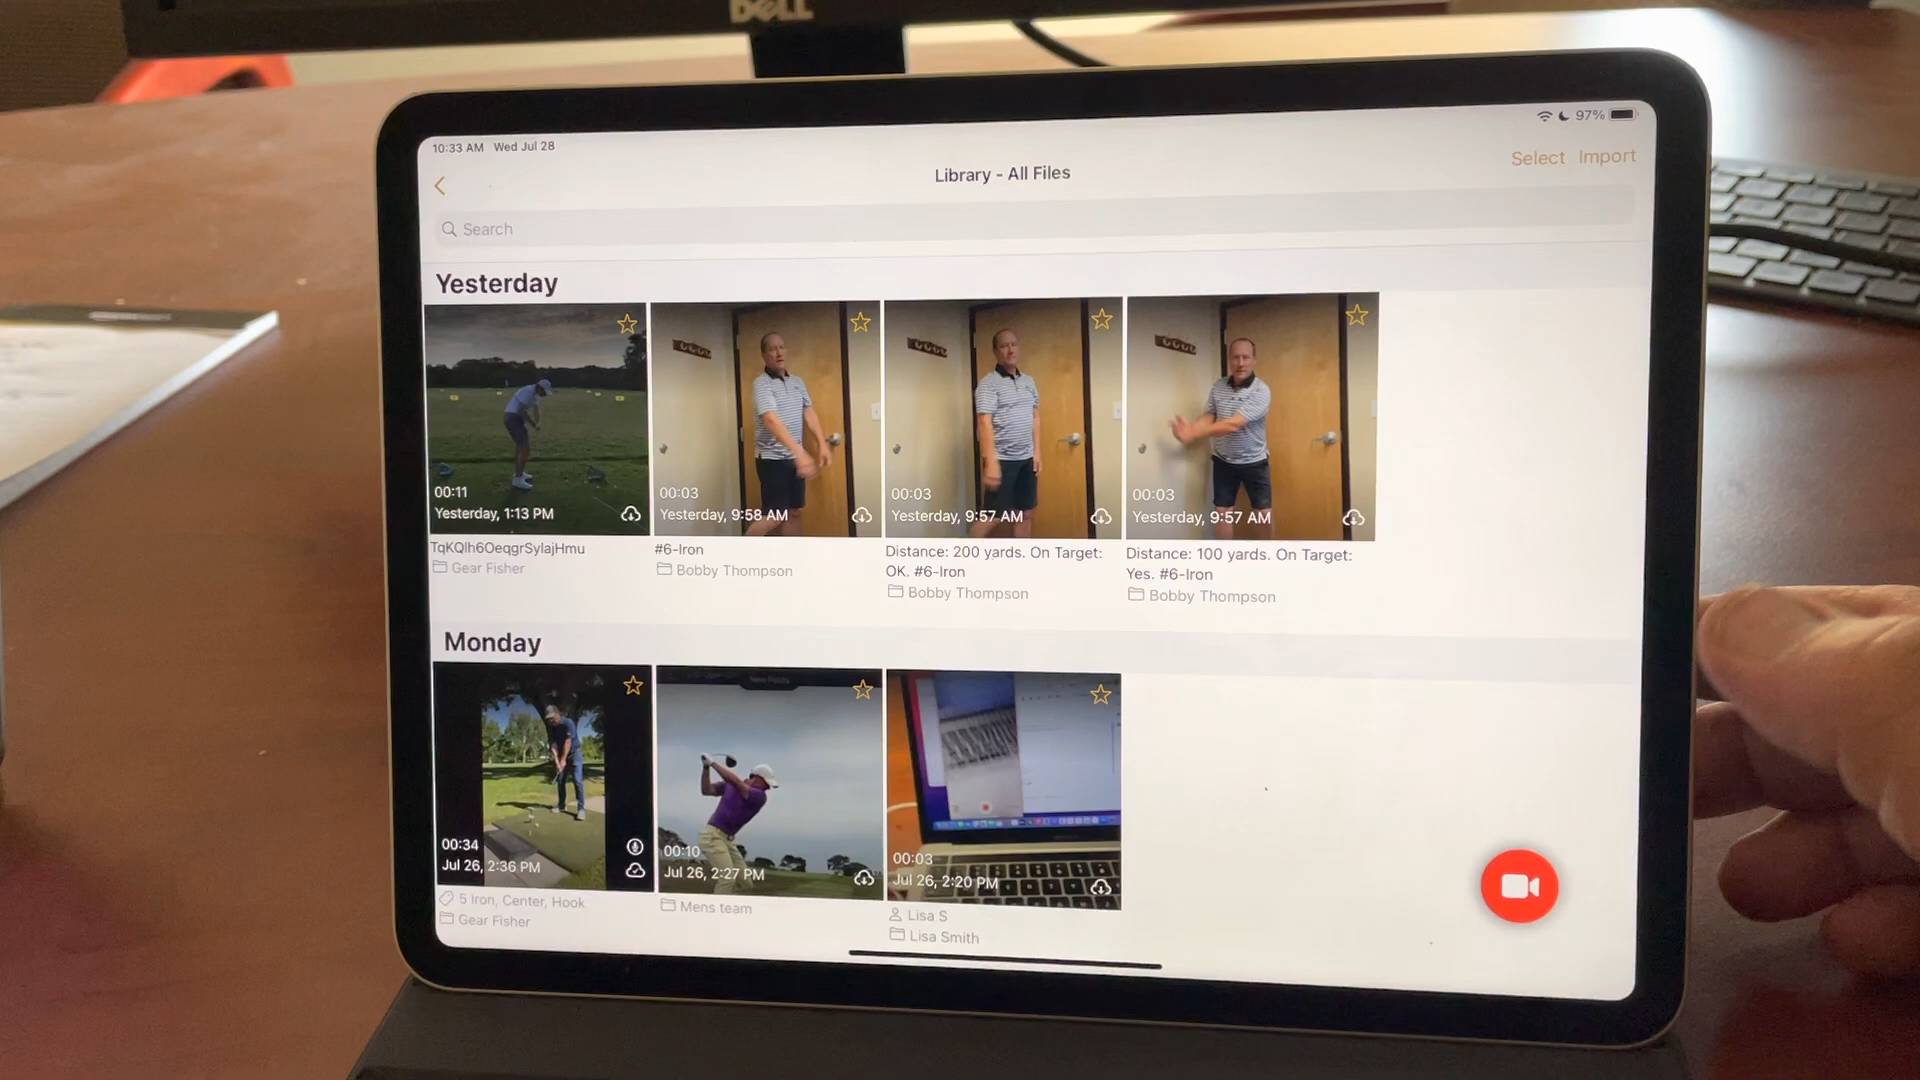 DELL
10:33 AM Wed Jul 28
97%
Library - All Files
Select Import
Search
Yesterday
00:11
Yesterday, 1:13 PM
TqKQlh6OeqgrSylajHmu
Gear Fisher
00:03
Yesterday, 9:58 AM
#6-Iron
Bobby Thompson
00:03
Yesterday, 9:57 AM
Distance: 200 yards. On Target:
OK. #6-Iron
Bobby Thompson
00:03
Yesterday, 9:57 AM
Distance: 100 yards. On Target:
Yes. #6-Iron
Bobby Thompson
Monday
00:34
Jul 26, 2:36 PM
5 Iron, Center, Hook
Gear Fisher
New Posts
00:10
Jul 26, 2:27 PM
Mens team
00:03
Jul 26, 2:20 PM
Lisa S
Lisa Smith